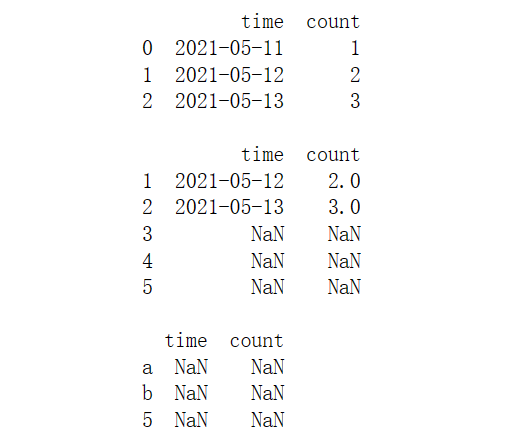 time count
0 2021-05-11 1
1 2021-05-12 2
2 2021-05-13 3
time count
1 2021-05-12 2.0
2 2021-05-13 3.0
3 NaN NaN
4 NaN NaN
5 NaN NaN
time count
a NaN NaN
b NaN NaN
5 NaN NaN